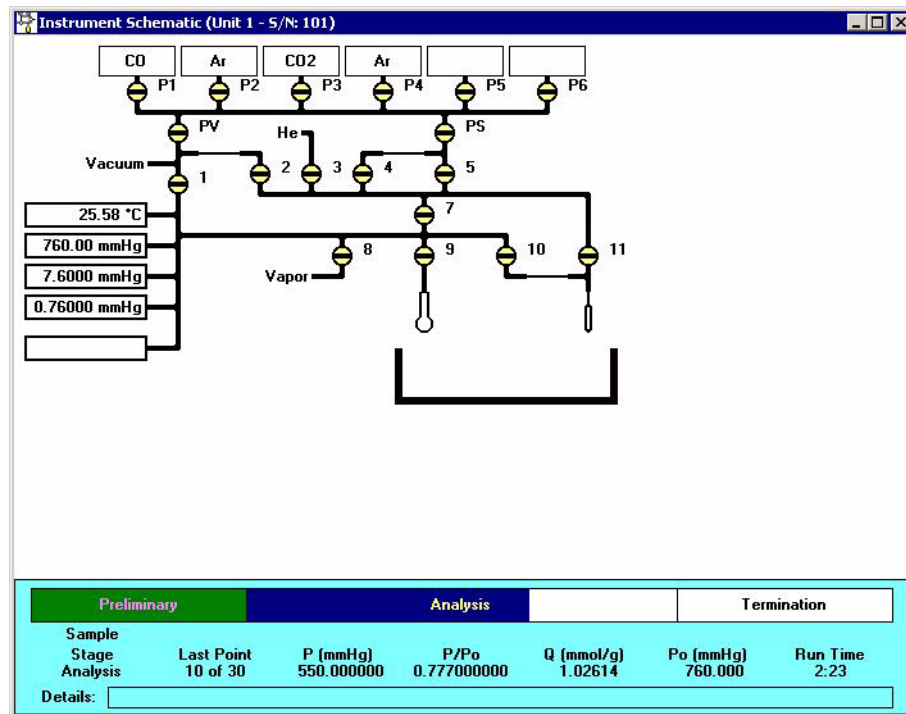 Instrument Schematic (Unit 1 - S/N: 101)
CO Ar CO2 Ar
P1 P2 P3 P4 P5 P6
PV He PS
Vacuum 1 2 3 4 5
25.58 °C 7
760.00 mmHg 8 9 10 11
7.6000 mmHg Vapor
0.76000 mmHg
Preliminary Analysis Termination
Sample
Stage Last Point P (mmHg) P/Po Q (mmol/g) Po (mmHg) Run Time
Analysis 10 of 30 550.000000 0.777000000 1.02614 760.000 2:23
Details: